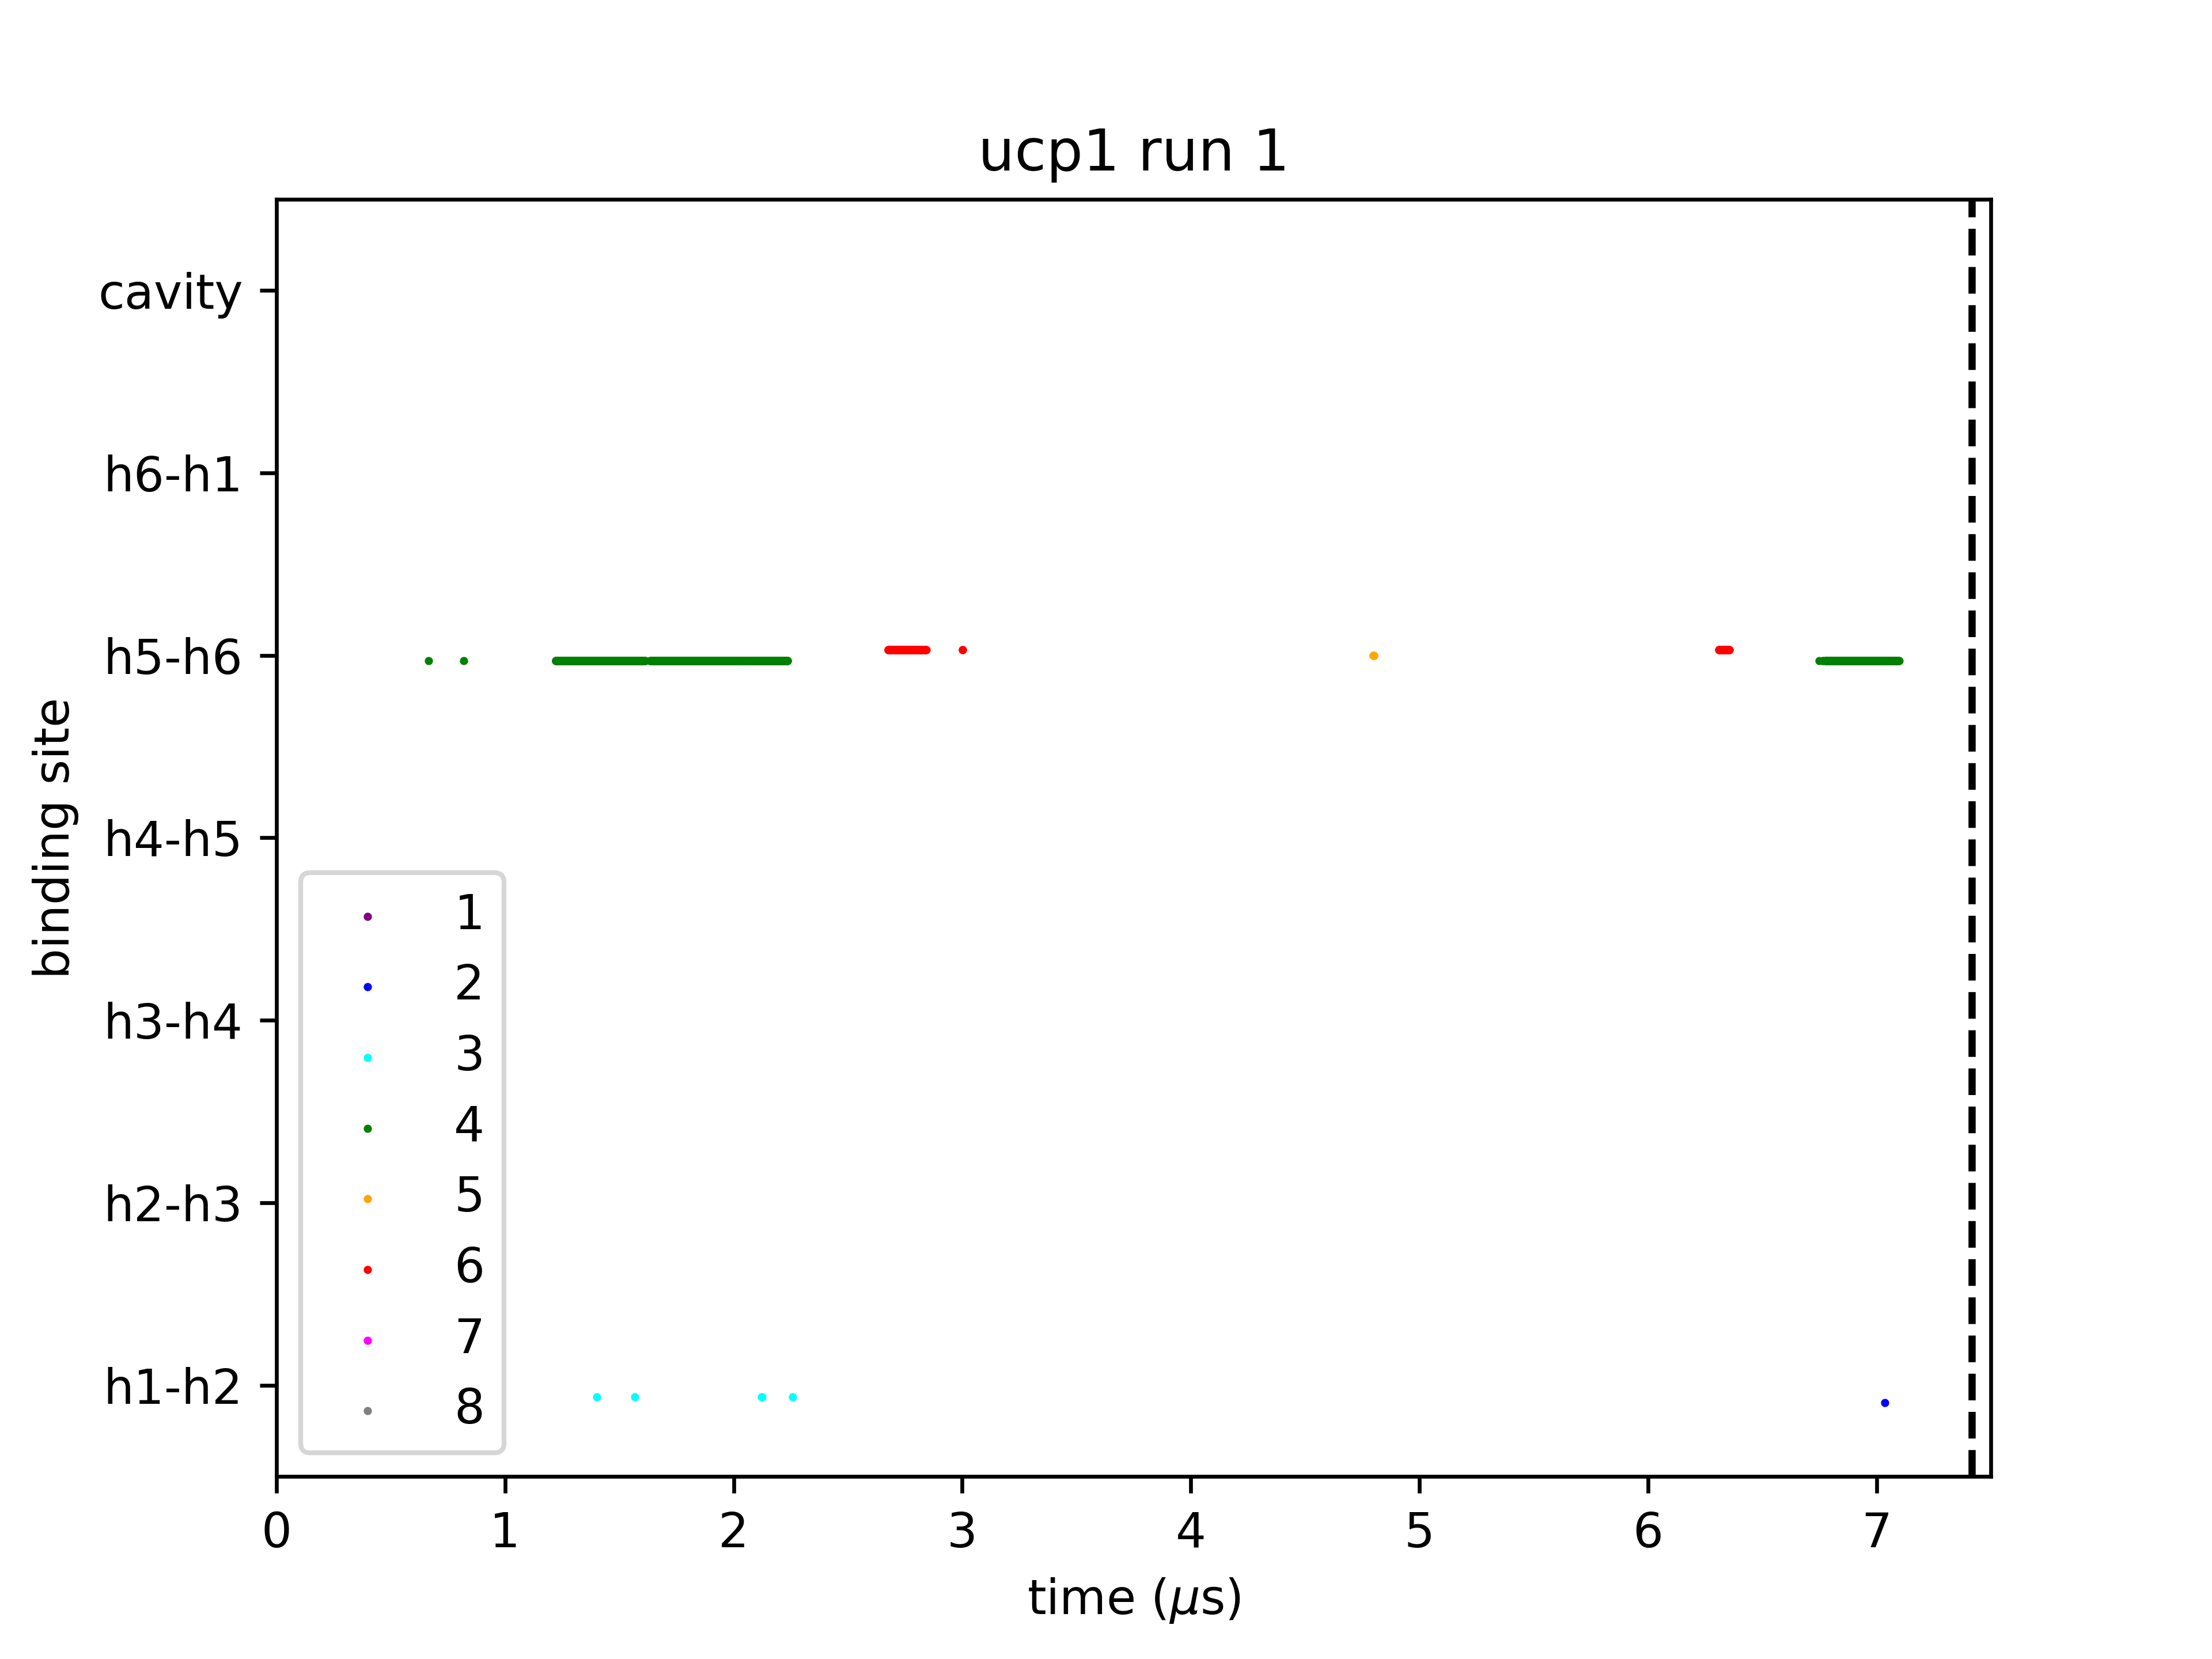 ucp1 run 1
cavity
h6-h1
h5-h6
h4-h5
h3-h4
h2-h3
h1-h2
binding site
1
2
3
4
5
6
7
8
0 1 2 3 4 5 6 7
time (μs)